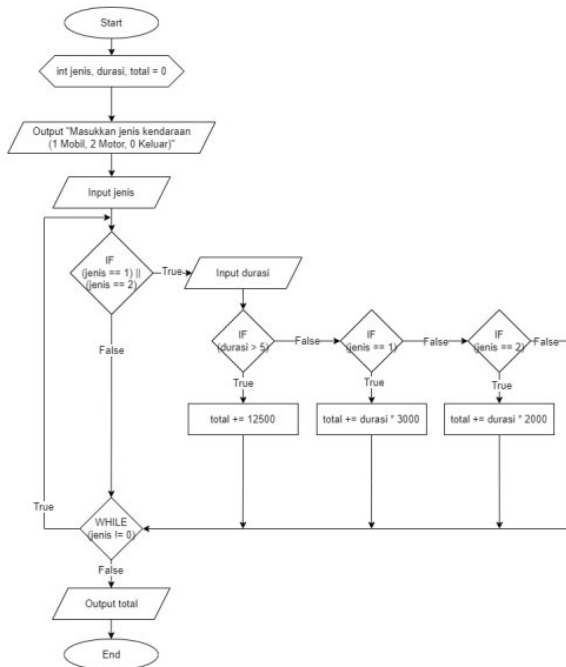 Start
int jenis, durasi, total = 0
Output "Masukkan jenis kendaraan
(1 Mobil, 2 Motor, 0 Keluar)"
Input jenis
IF
(jenis == 1) ||
(jenis == 2)
True
Input durasi
False
IF
(durasi > 5)
False
IF
(jenis == 1)
False
IF
(jenis == 2)
False
True
True
True
total += 12500
total += durasi * 3000
total += durasi * 2000
True
WHILE
(jenis != 0)
False
Output total
End